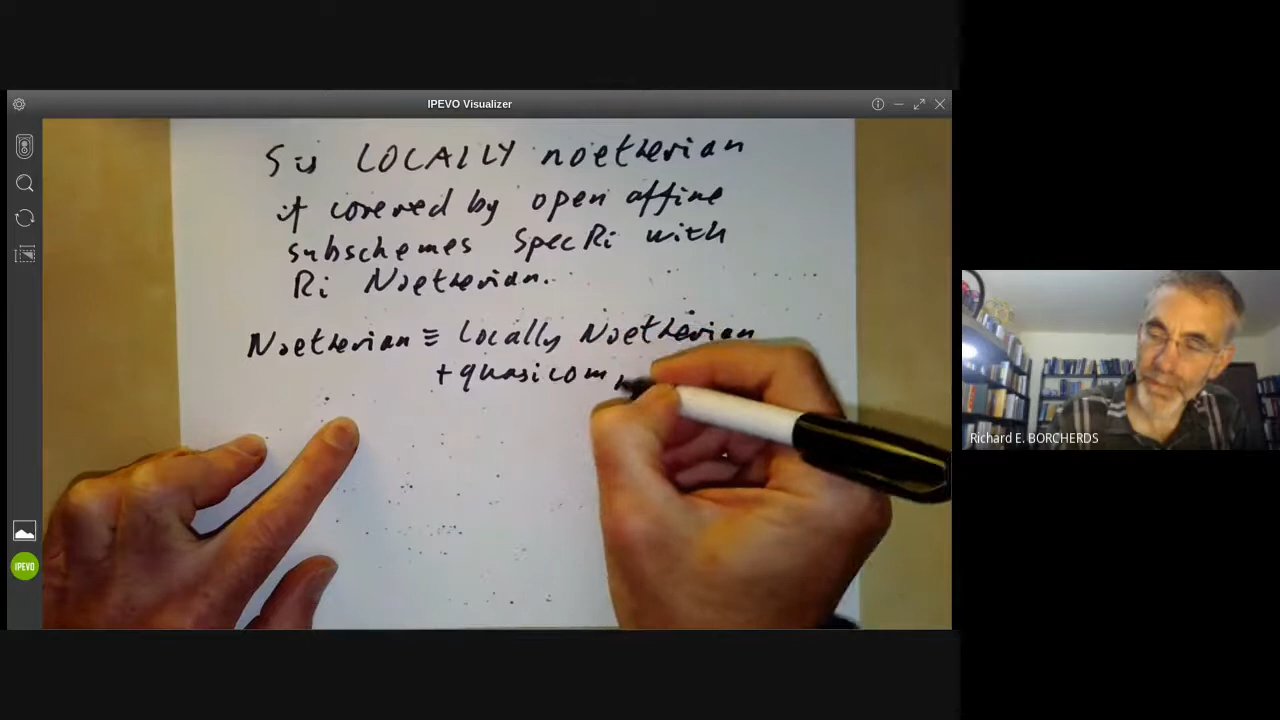 IPEVO Visualizer
S is LOCALLY noetherian
if covered by open affine
subschemes Spec Ri with
Ri Noetherian.
Noetherian ≡ Locally Noetherian
+quasicom
Richard E. BORCHERDS
IPEVO